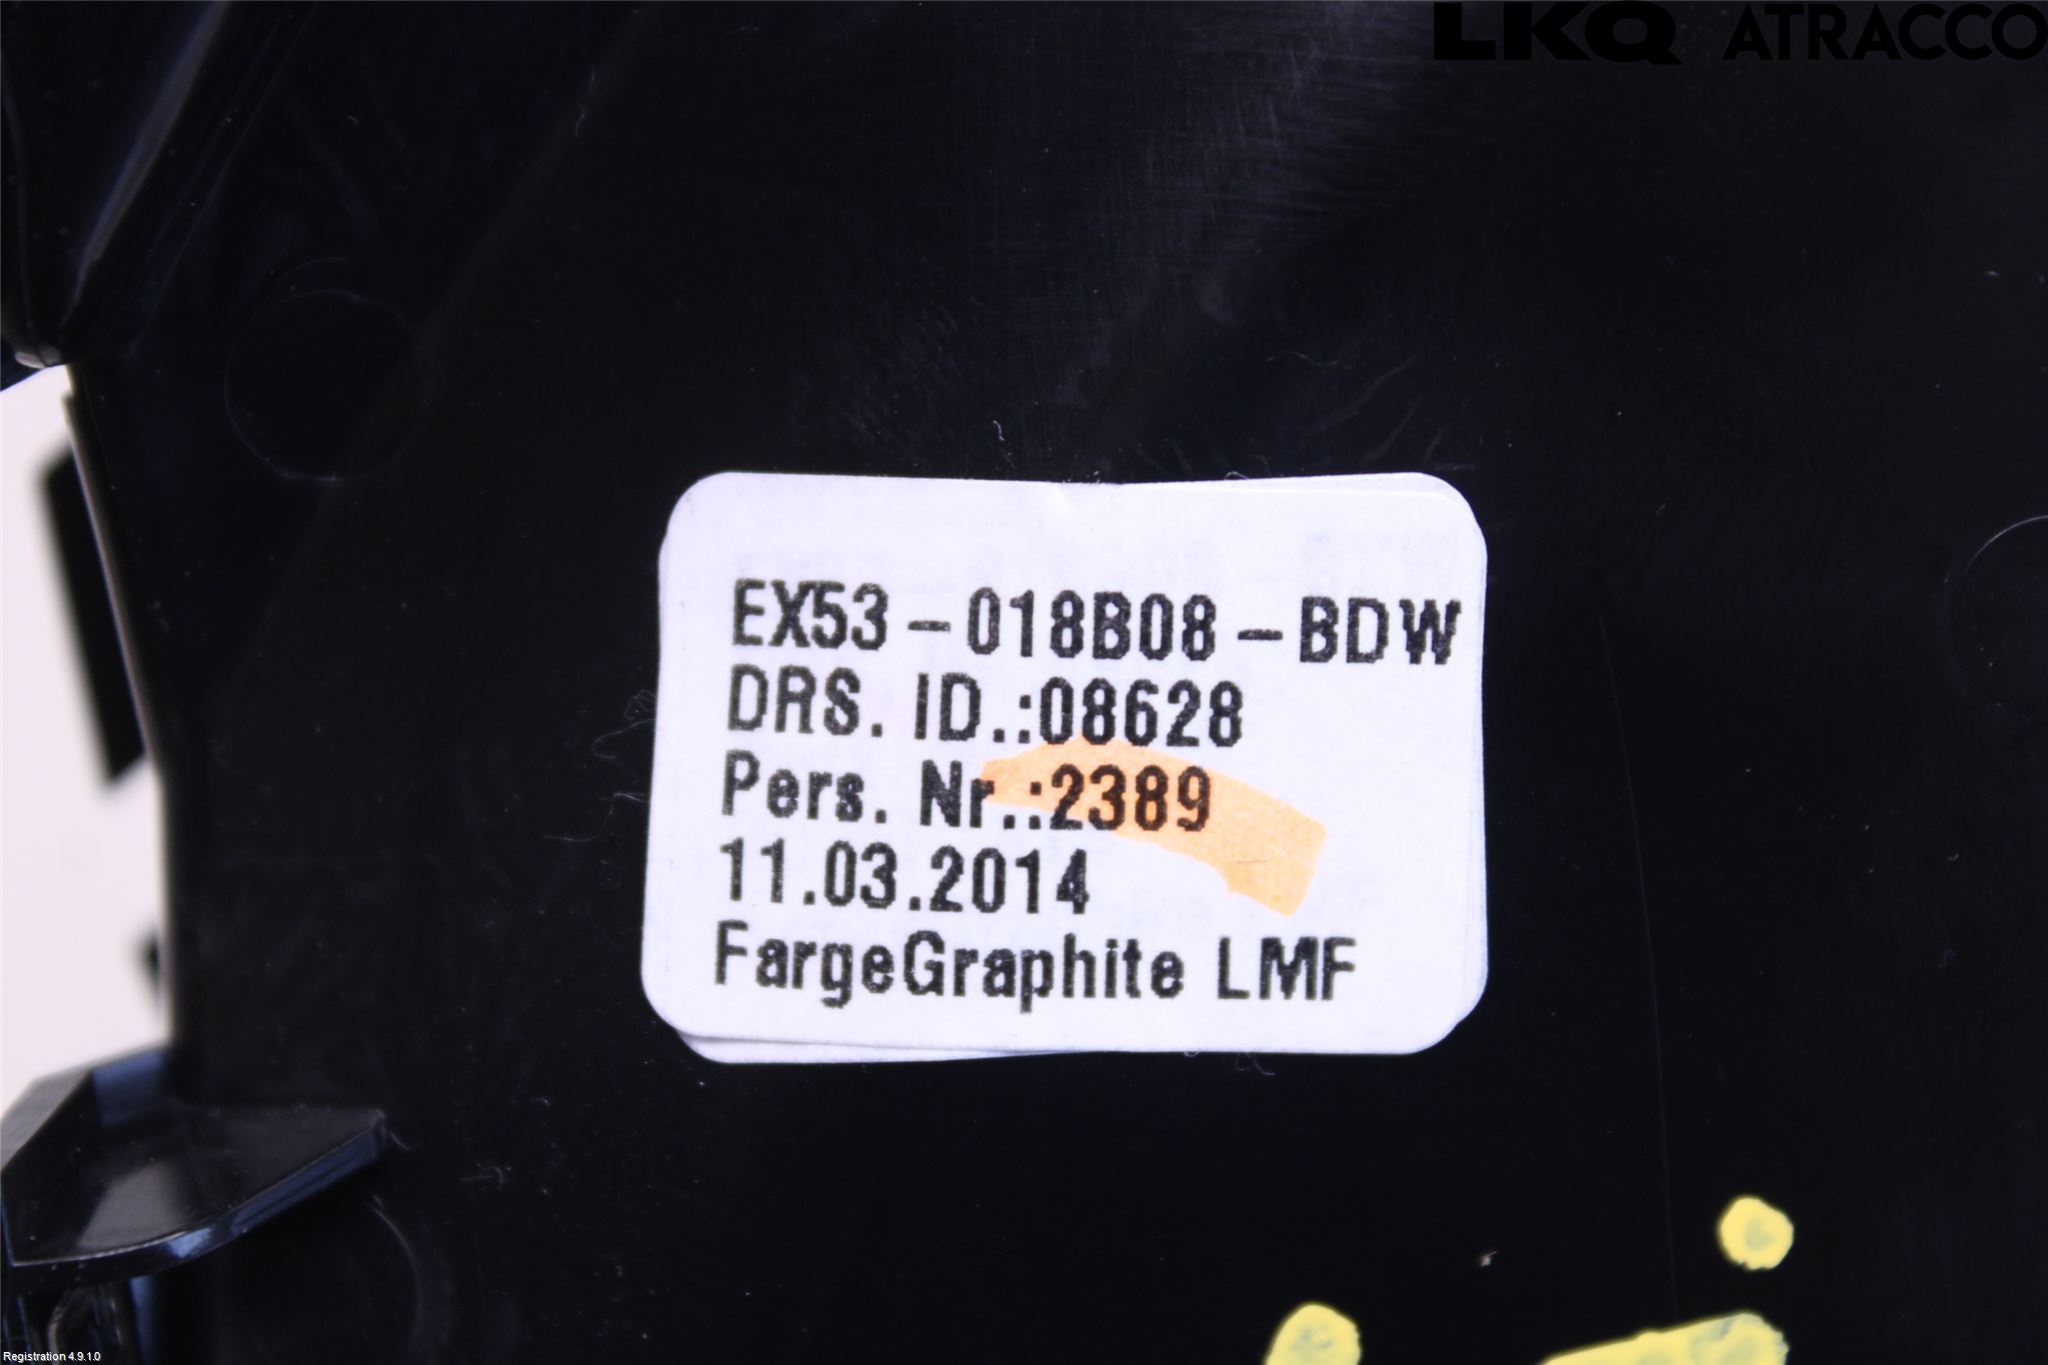 LKQ ATRACCO
EX53-018B08-BDW
DRS. ID.:08628
Pers. Nr.:2389
11.03.2014
FargeGraphite LMF
Registration 4.9.1.0